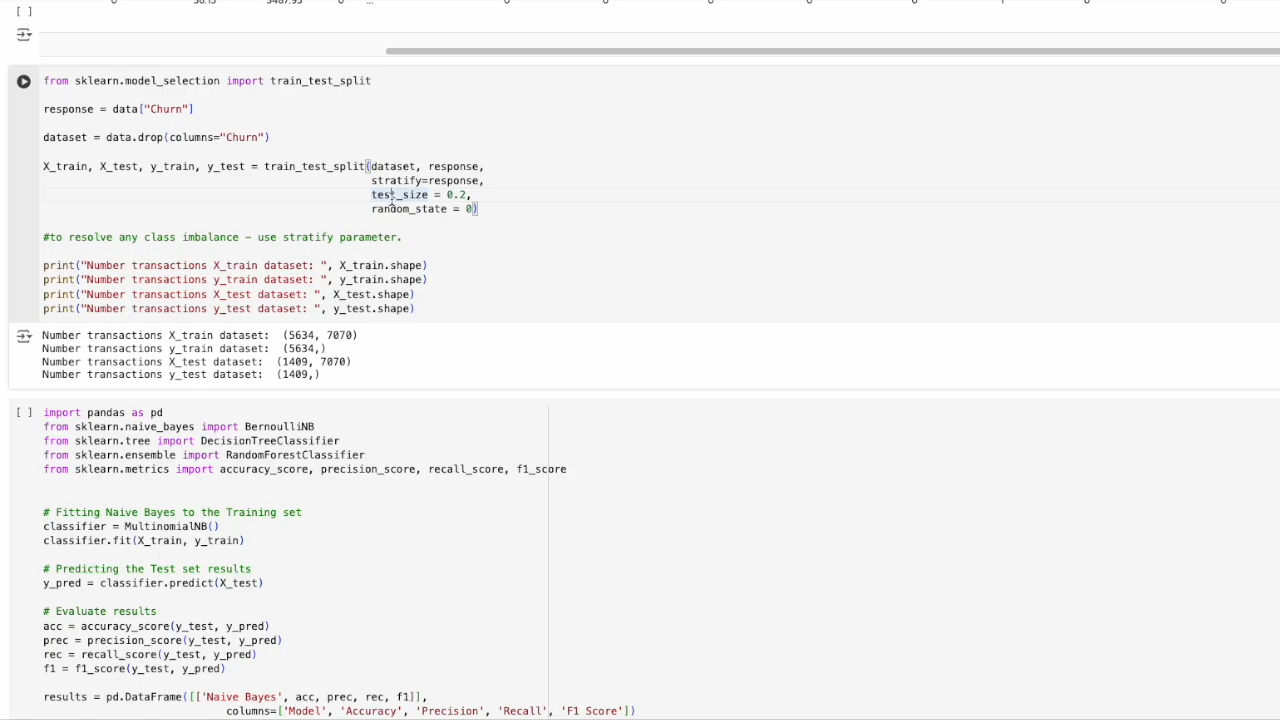 [ ]
from sklearn.model_selection import train_test_split
response = data["Churn"]
dataset = data.drop(columns="Churn")
X_train, X_test, y_train, y_test = train_test_split(dataset, response,
stratify=response,
test_size = 0.2,
random_state = 0)
#to resolve any class imbalance - use stratify parameter.
print("Number transactions X_train dataset: ", X_train.shape)
print("Number transactions y_train dataset: ", y_train.shape)
print("Number transactions X_test dataset: ", X_test.shape)
print("Number transactions y_test dataset: ", y_test.shape)
Number transactions X_train dataset:  (5634, 7070)
Number transactions y_train dataset:  (5634,)
Number transactions X_test dataset:  (1409, 7070)
Number transactions y_test dataset:  (1409,)
[ ] import pandas as pd
from sklearn.naive_bayes import BernoulliNB
from sklearn.tree import DecisionTreeClassifier
from sklearn.ensemble import RandomForestClassifier
from sklearn.metrics import accuracy_score, precision_score, recall_score, f1_score
# Fitting Naive Bayes to the Training set
classifier = MultinomialNB()
classifier.fit(X_train, y_train)
# Predicting the Test set results
y_pred = classifier.predict(X_test)
# Evaluate results
acc = accuracy_score(y_test, y_pred)
prec = precision_score(y_test, y_pred)
rec = recall_score(y_test, y_pred)
f1 = f1_score(y_test, y_pred)
results = pd.DataFrame([['Naive Bayes', acc, prec, rec, f1]],
columns=['Model', 'Accuracy', 'Precision', 'Recall', 'F1 Score'])